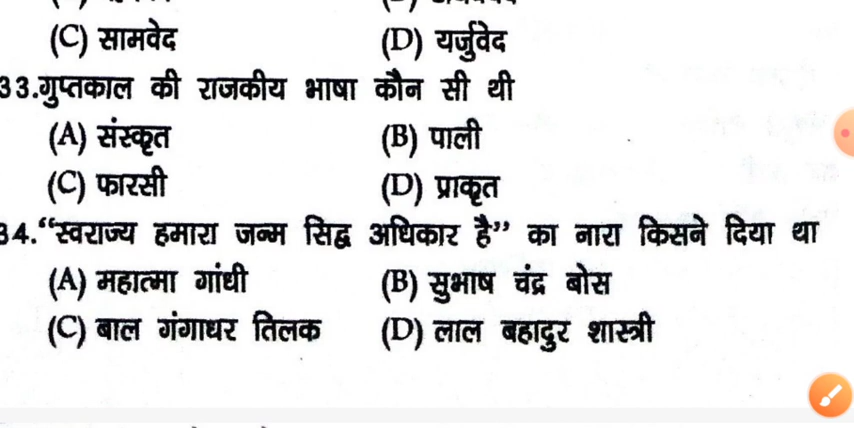 (C) सामवेद (D) यर्जुवेद
33.गुप्तकाल की राजकीय भाषा कौन सी थी
(A) संस्कृत (B) पाली
(C) फारसी (D) प्राकृत
34.“स्वराज्य हमारा जन्म सिद्व अधिकार है” का नारा किसने दिया था
(A) महात्मा गांधी (B) सुभाष चंद्र बोस
(C) बाल गंगाधर तिलक (D) लाल बहादुर शास्त्री